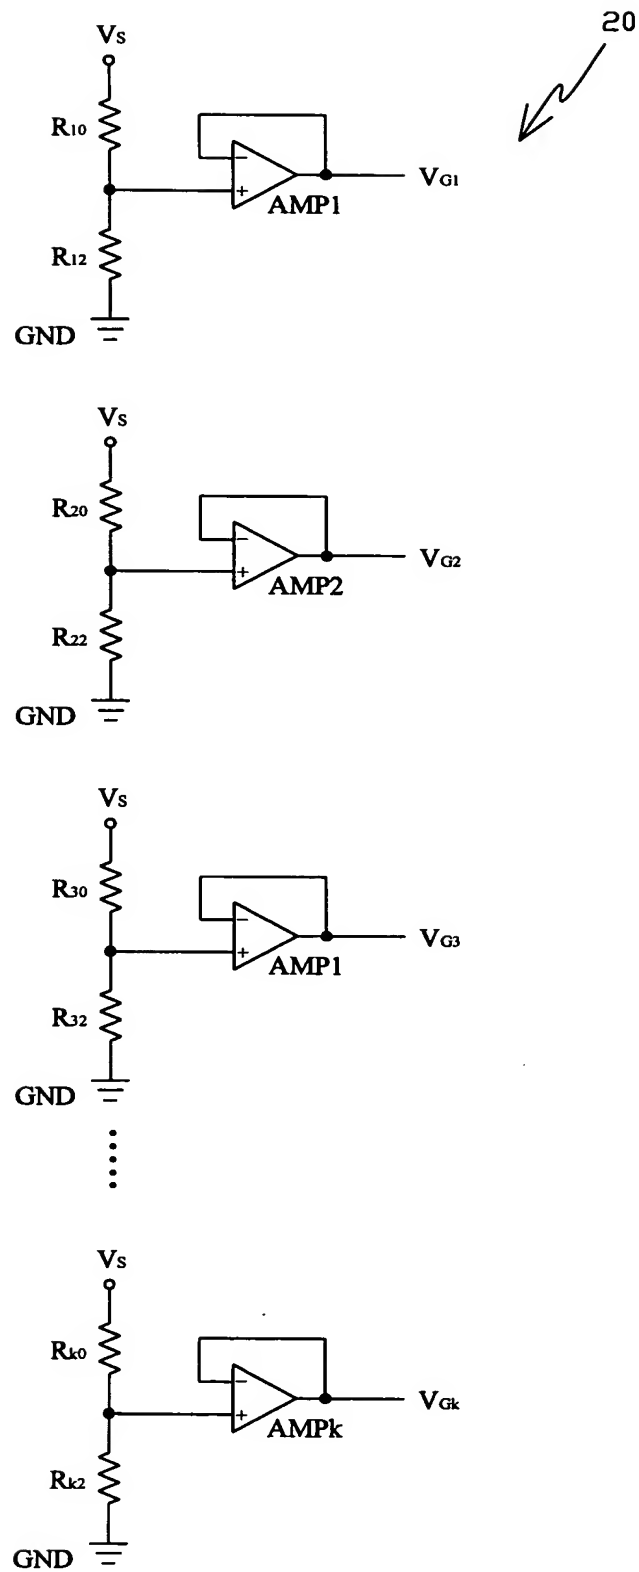 20
Vs
R10
AMP1
VG1
R12
GND
Vs
R20
AMP2
VG2
R22
GND
Vs
R30
AMP1
VG3
R32
GND
Vs
Rk0
AMPk
VGk
Rk2
GND